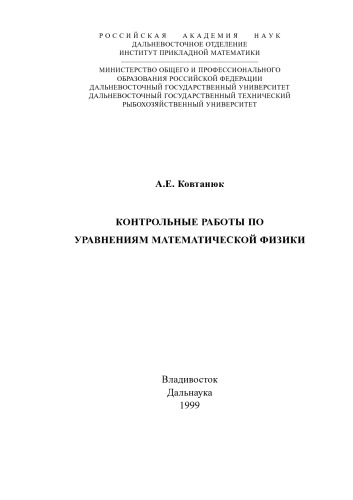 РОССИЙСКАЯ АКАДЕМИЯ НАУК
ДАЛЬНЕВОСТОЧНОЕ ОТДЕЛЕНИЕ
ИНСТИТУТ ПРИКЛАДНОЙ МАТЕМАТИКИ
МИНИСТЕРСТВО ОБЩЕГО И ПРОФЕССИОНАЛЬНОГО
ОБРАЗОВАНИЯ РОССИЙСКОЙ ФЕДЕРАЦИИ
ДАЛЬНЕВОСТОЧНЫЙ ГОСУДАРСТВЕННЫЙ УНИВЕРСИТЕТ
ДАЛЬНЕВОСТОЧНЫЙ ГОСУДАРСТВЕННЫЙ ТЕХНИЧЕСКИЙ
РЫБОХОЗЯЙСТВЕННЫЙ УНИВЕРСИТЕТ
А.Е. Ковтанюк
КОНТРОЛЬНЫЕ РАБОТЫ ПО
УРАВНЕНИЯМ МАТЕМАТИЧЕСКОЙ ФИЗИКИ
Владивосток
Дальнаука
1999